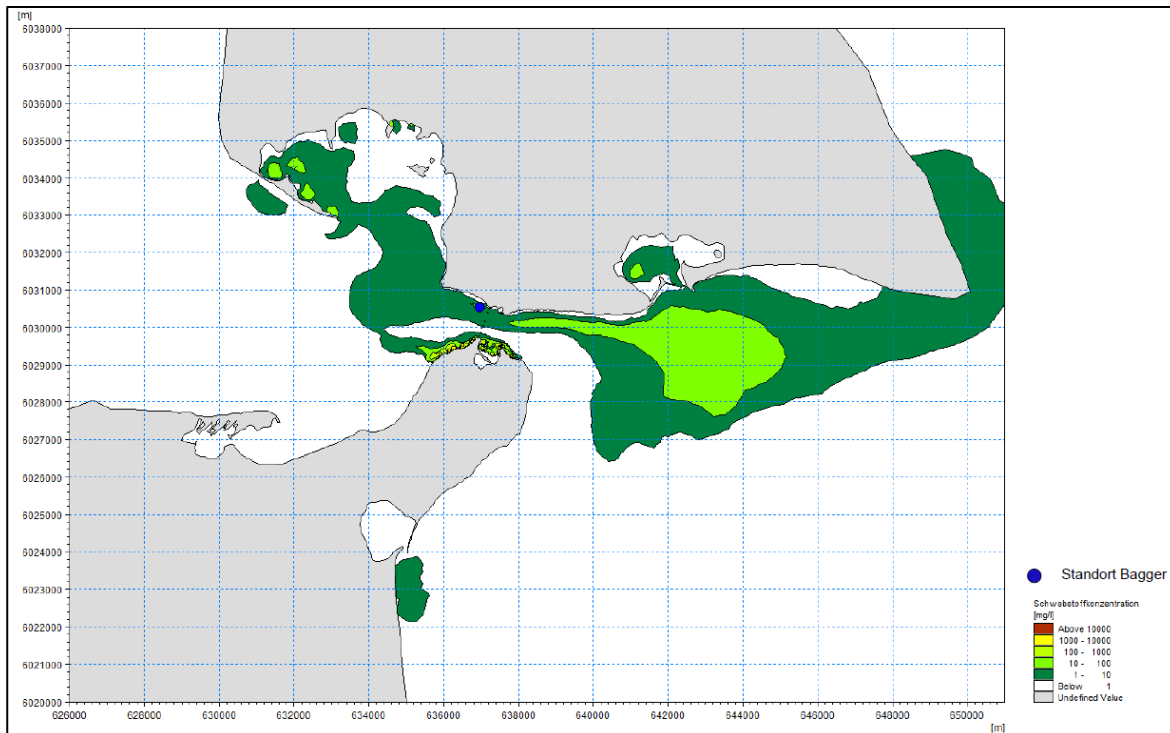 [m]
6038000
6037000
6036000
6035000
6034000
6033000
6032000
6031000
6030000
6029000
6028000
6027000
6026000
6025000
6024000
6023000
6022000
6021000
6020000
626000 628000 630000 632000 634000 636000 638000 640000 642000 644000 646000 648000 650000
[m]
Standort Bagger
Schwebstoffkonzentration
[mg/l]
Above 10000
1000 - 10000
100 - 1000
10 - 100
1 - 10
Below 1
Undefined Value